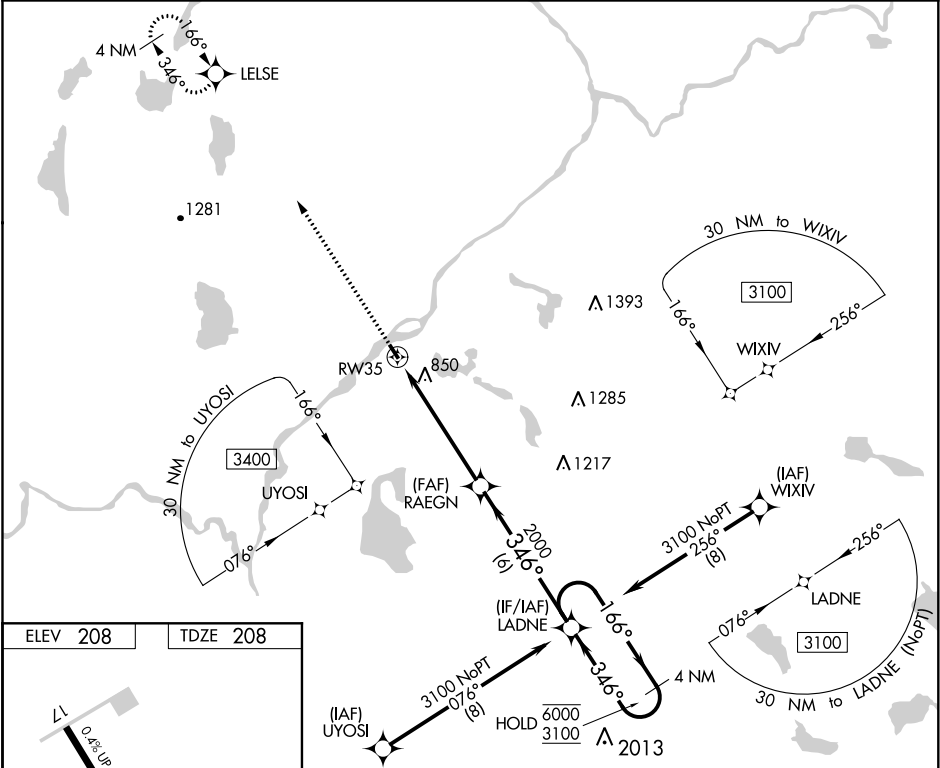 4 NM
166°
346°
LELSE
1281
30 NM to WIXIV
3100
166°
256°
WIXIV
1393
RW35
850
1285
30 NM to UYOSI
166°
3400
UYOSI
076°
1217
(FAF)
RAEGN
(IAF)
WIXIV
3100 NoPT
256°
(8)
2000
346°
(6)
256°
LADNE
076°
3100
30 NM to LADNE (NoPT)
(IF/IAF)
LADNE
166°
346°
4 NM
HOLD
6000
3100
2013
3100 NoPT
076°
(8)
(IAF)
UYOSI
ELEV 208
TDZE 208
17
0.4% UP